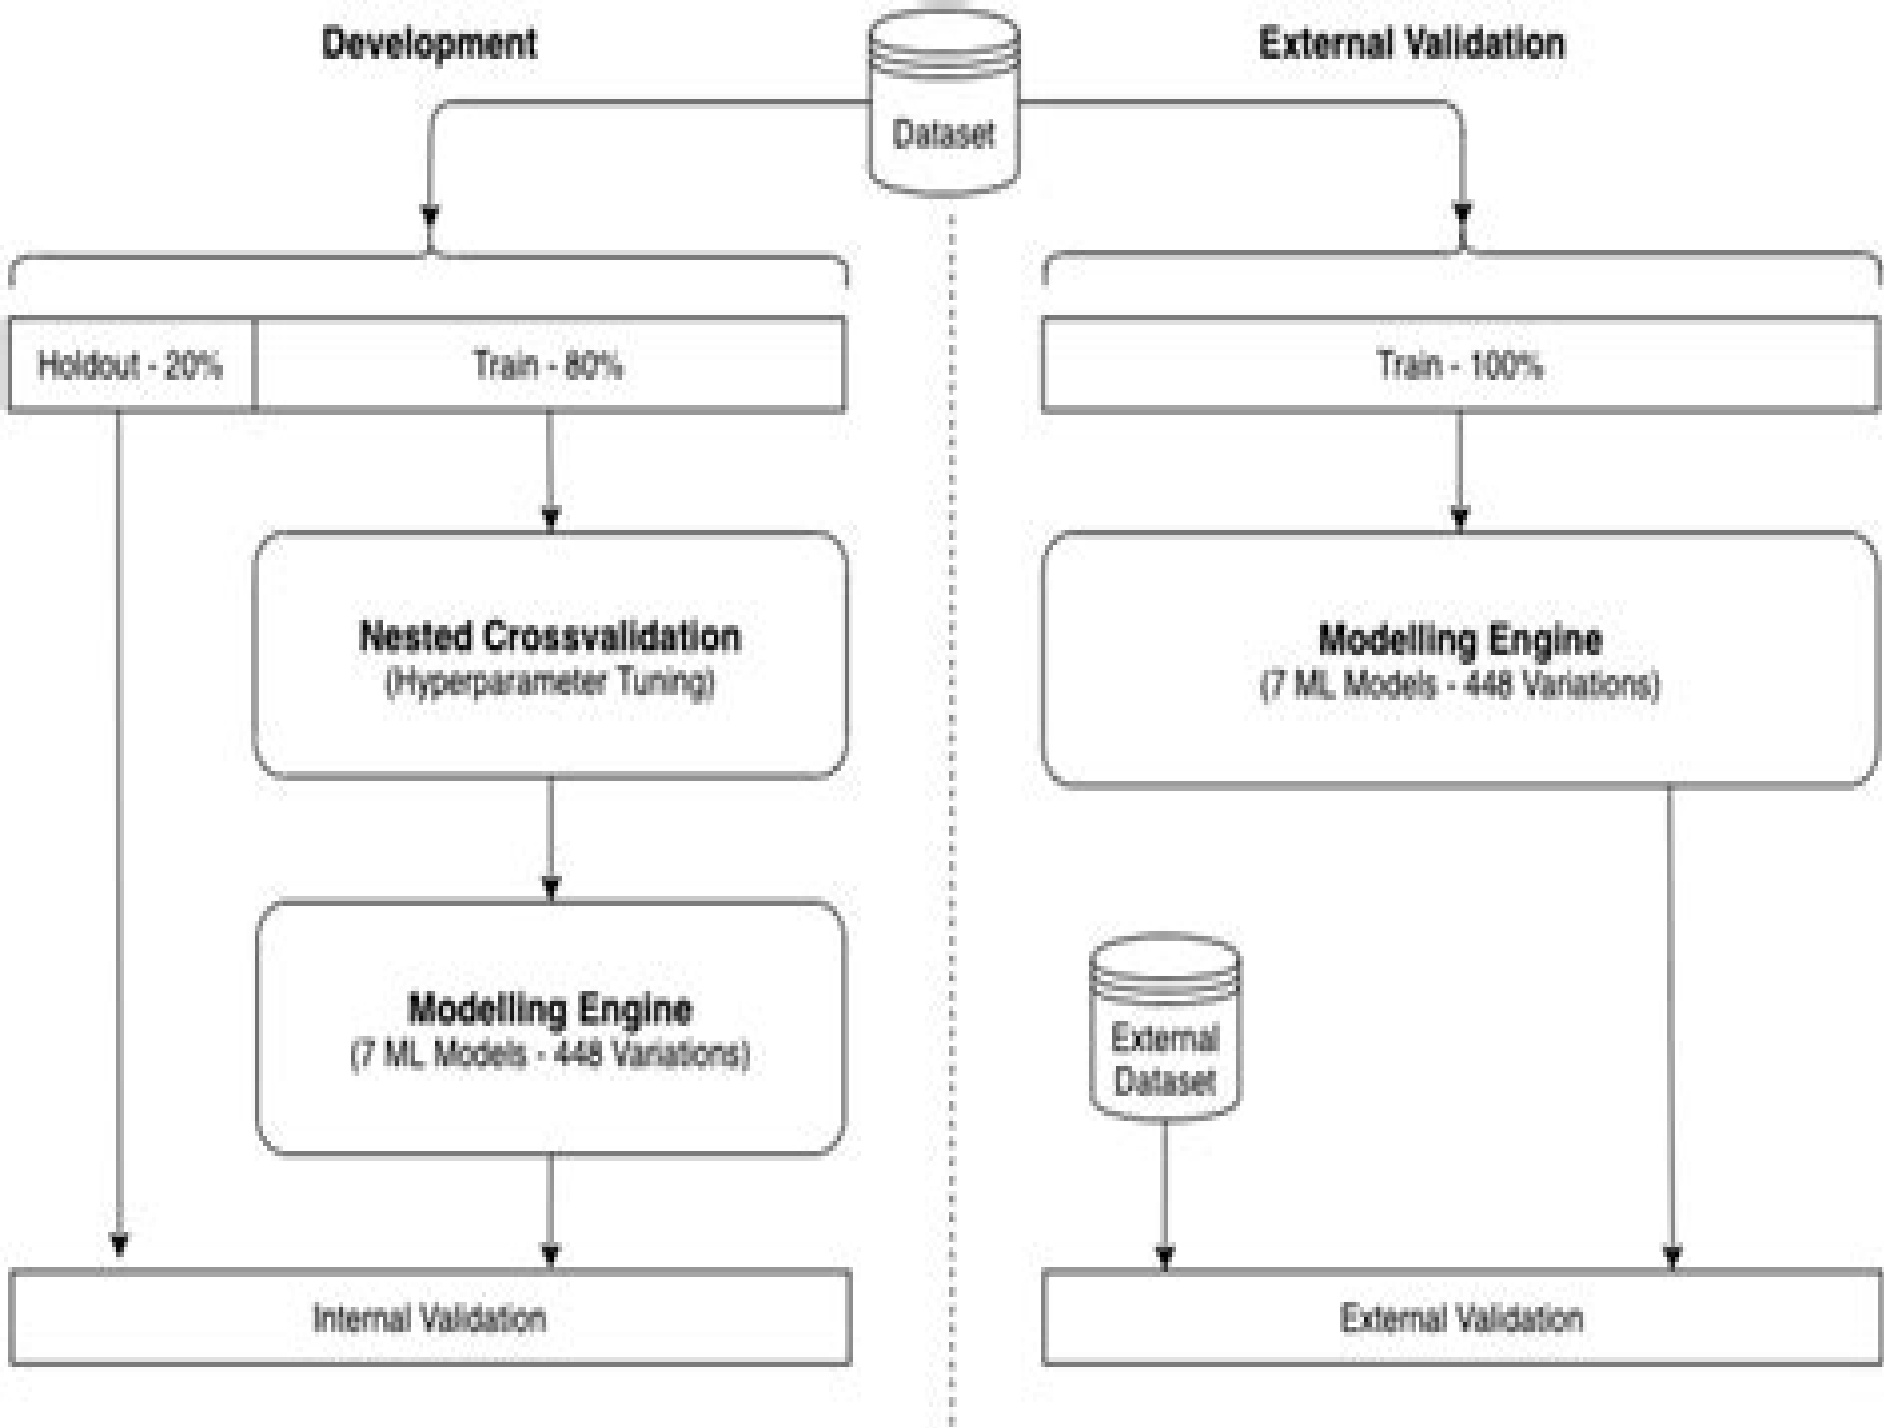 Development
External Validation
Dataset
Holdout - 20%
Train - 80%
Nested Crossvalidation
(Hyperparameter Tuning)
Modelling Engine
(7 ML Models - 448 Variations)
Internal Validation
Train - 100%
Modelling Engine
(7 ML Models - 448 Variations)
External
Dataset
External Validation